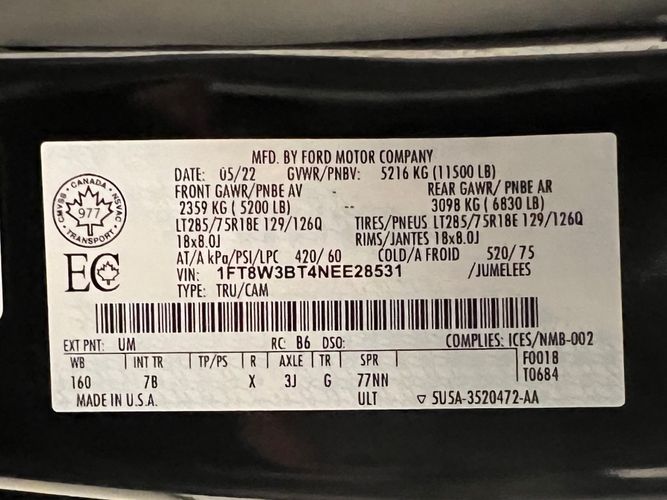 MFD. BY FORD MOTOR COMPANY
DATE: 05/22 GVWR/PNBV: 5216 KG (11500 LB)
FRONT GAWR/PNBE AV REAR GAWR/ PNBE AR
2359 KG ( 5200 LB) -- 3098 KG ( 6830 LB)
LT285/75R18E 129/126Q TIRES/PNEUS LT285/75R18E 129/126Q
18x8.0J RIMS/JANTES 18x8.0J
AT/A kPa/PSI/LPC 420/ 60 COLD/A FROID 520/ 75
VIN: 1FT8W3BT4NEE28531 /JUMELEES
TYPE: TRU/CAM
CANADA
CMVSS 977 NSVAC
TRANSPORT
EC
EXT PNT: UM RC: B6 DSO: COMPLIES: ICES/NMB-002
WB INT TR TP/PS R AXLE TR SPR F0018
160 7B X 3J G 77NN T0684
MADE IN U.S.A. ULT ▽ 5U5A-3520472-AA